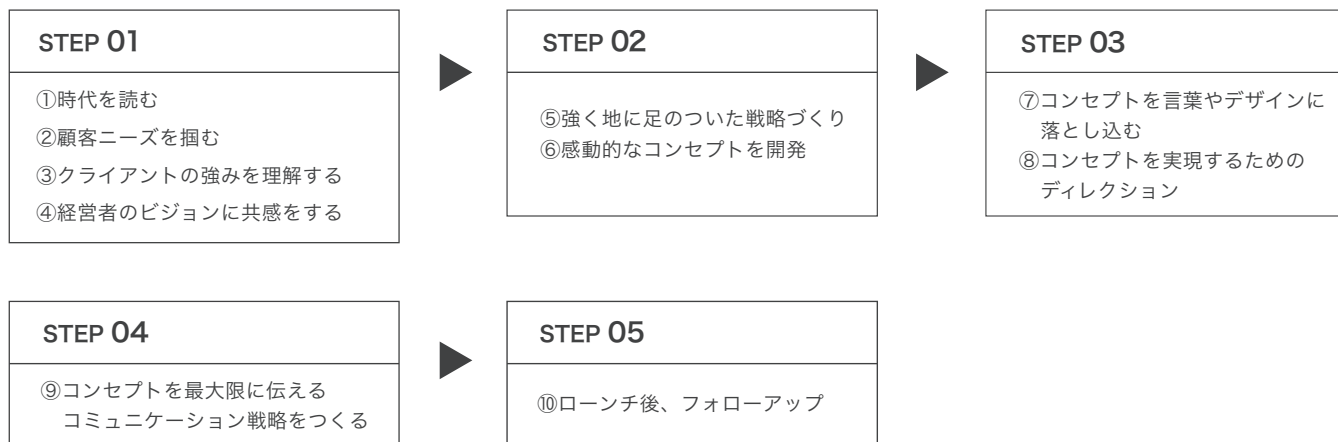 STEP 01
①時代を読む
②顧客ニーズを掴む
③クライアントの強みを理解する
④経営者のビジョンに共感をする
STEP 02
⑤強く地に足のついた戦略づくり
⑥感動的なコンセプトを開発
STEP 03
⑦コンセプトを言葉やデザインに
落とし込む
⑧コンセプトを実現するための
ディレクション
STEP 04
⑨コンセプトを最大限に伝える
コミュニケーション戦略をつくる
STEP 05
⑩ローンチ後、フォローアップ